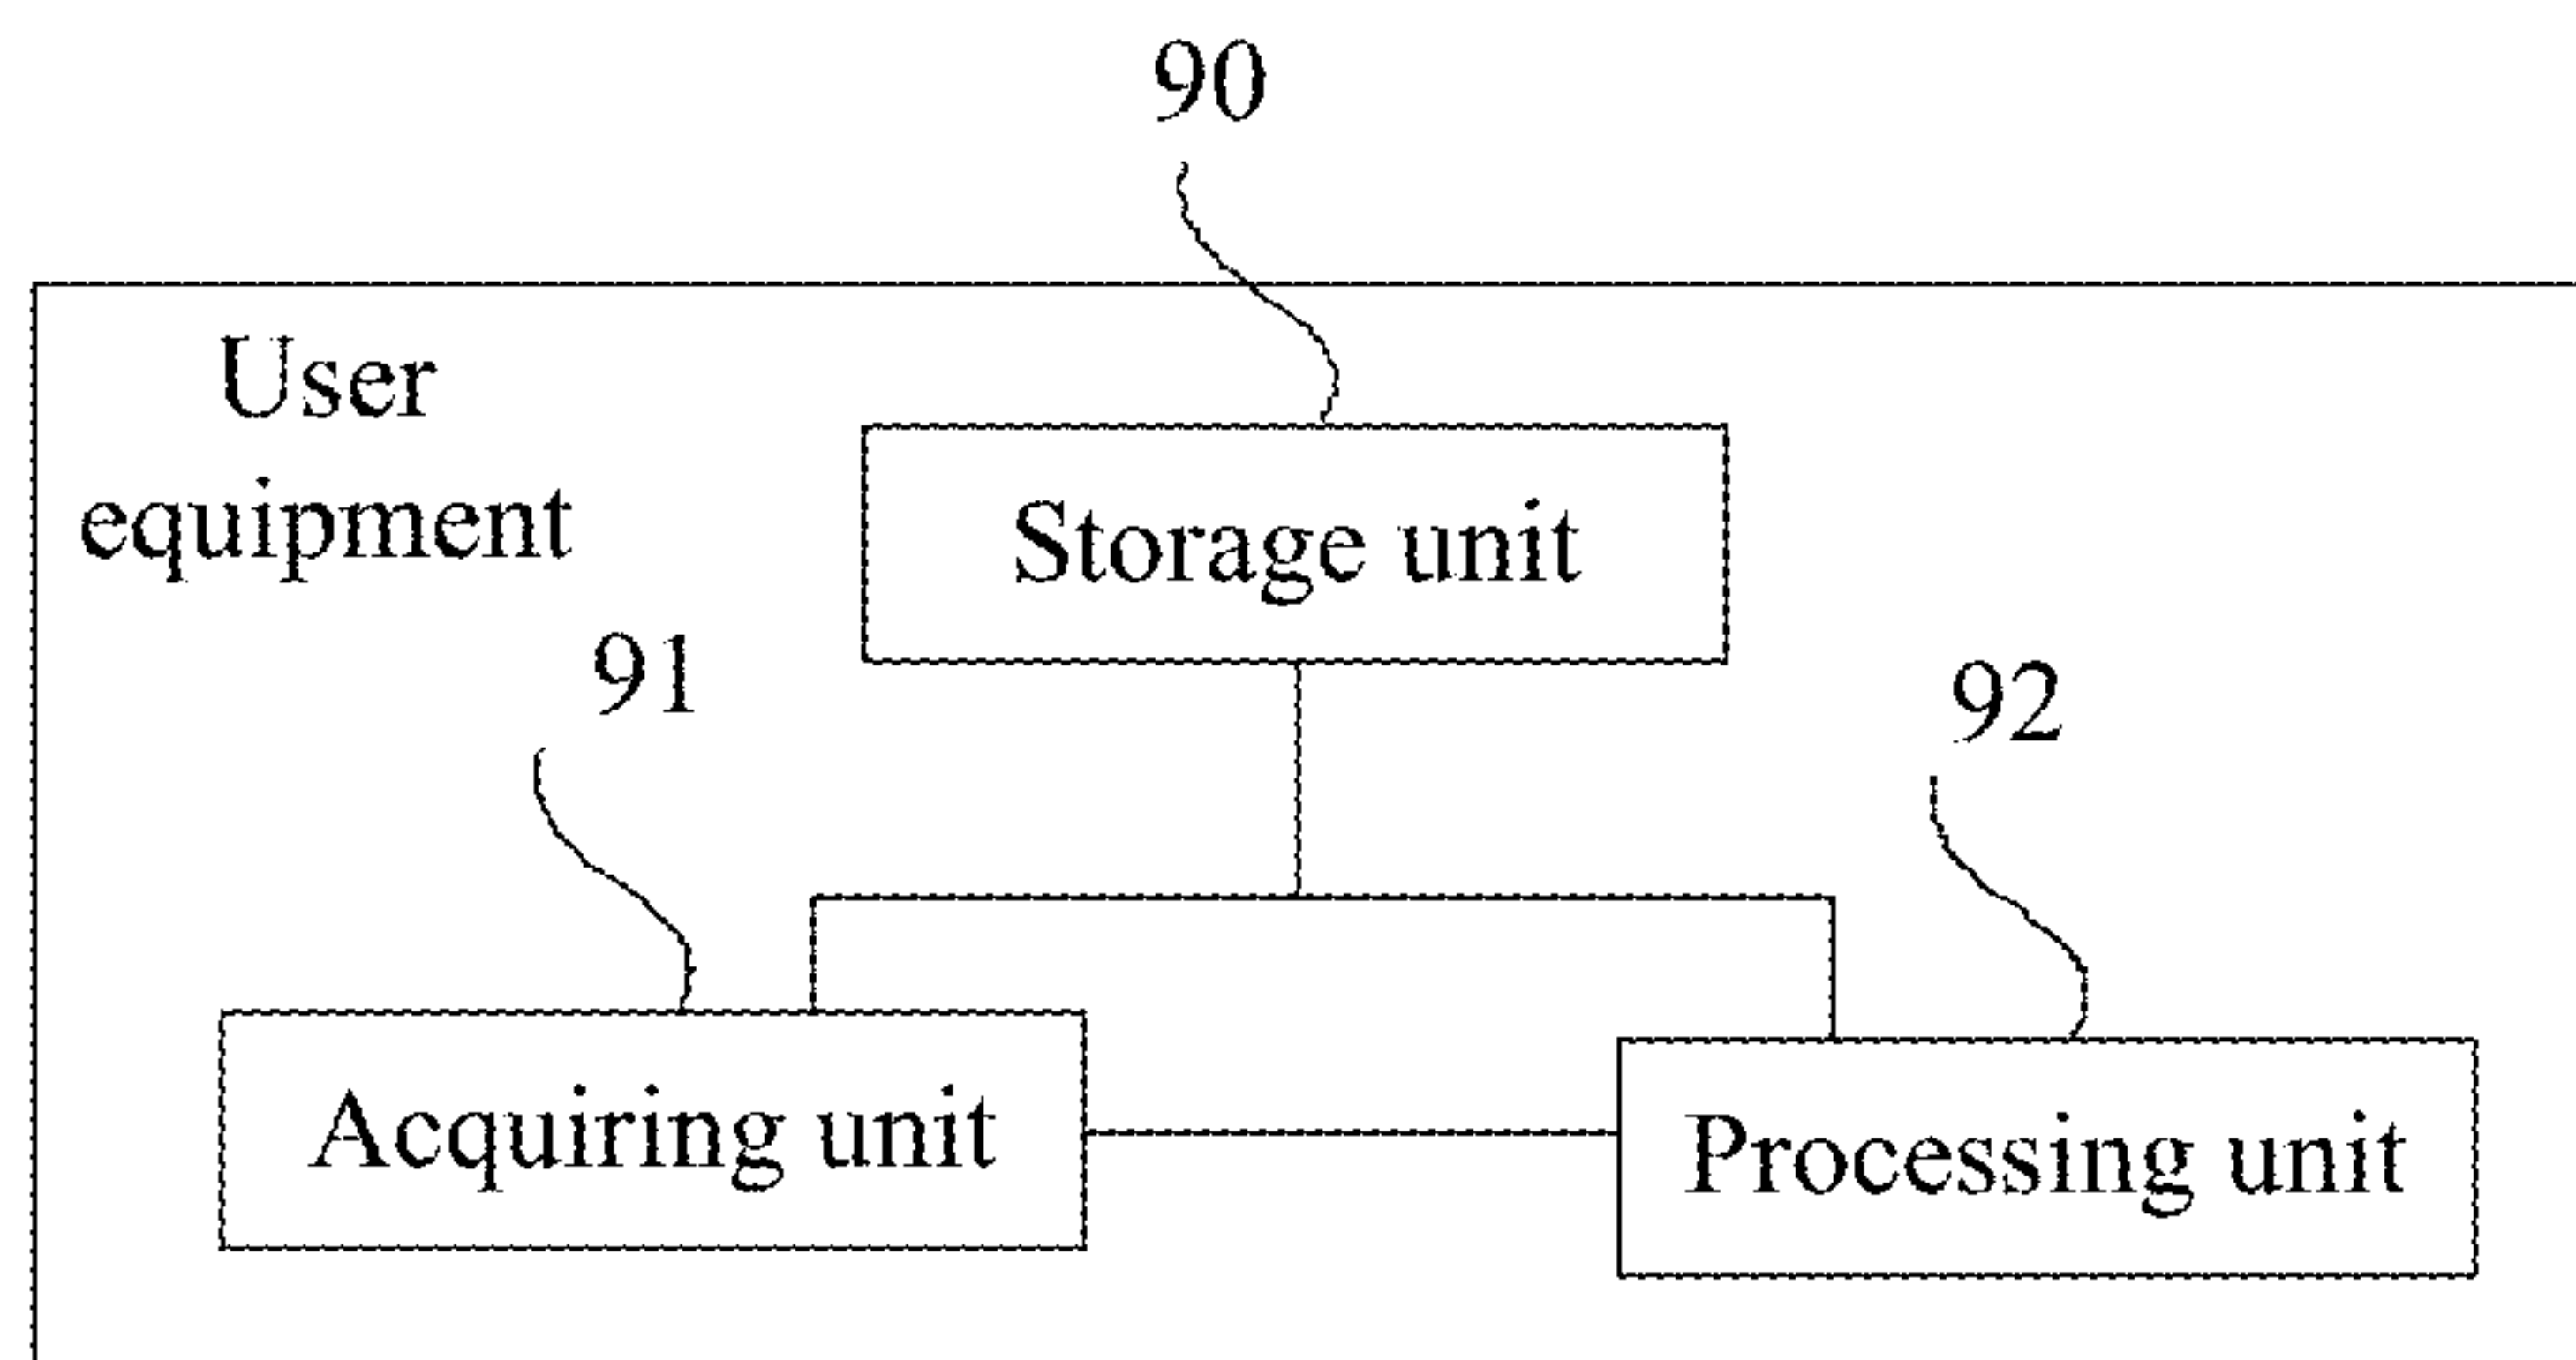 90
User
equipment
Storage unit
91
92
Acquiring unit
Processing unit